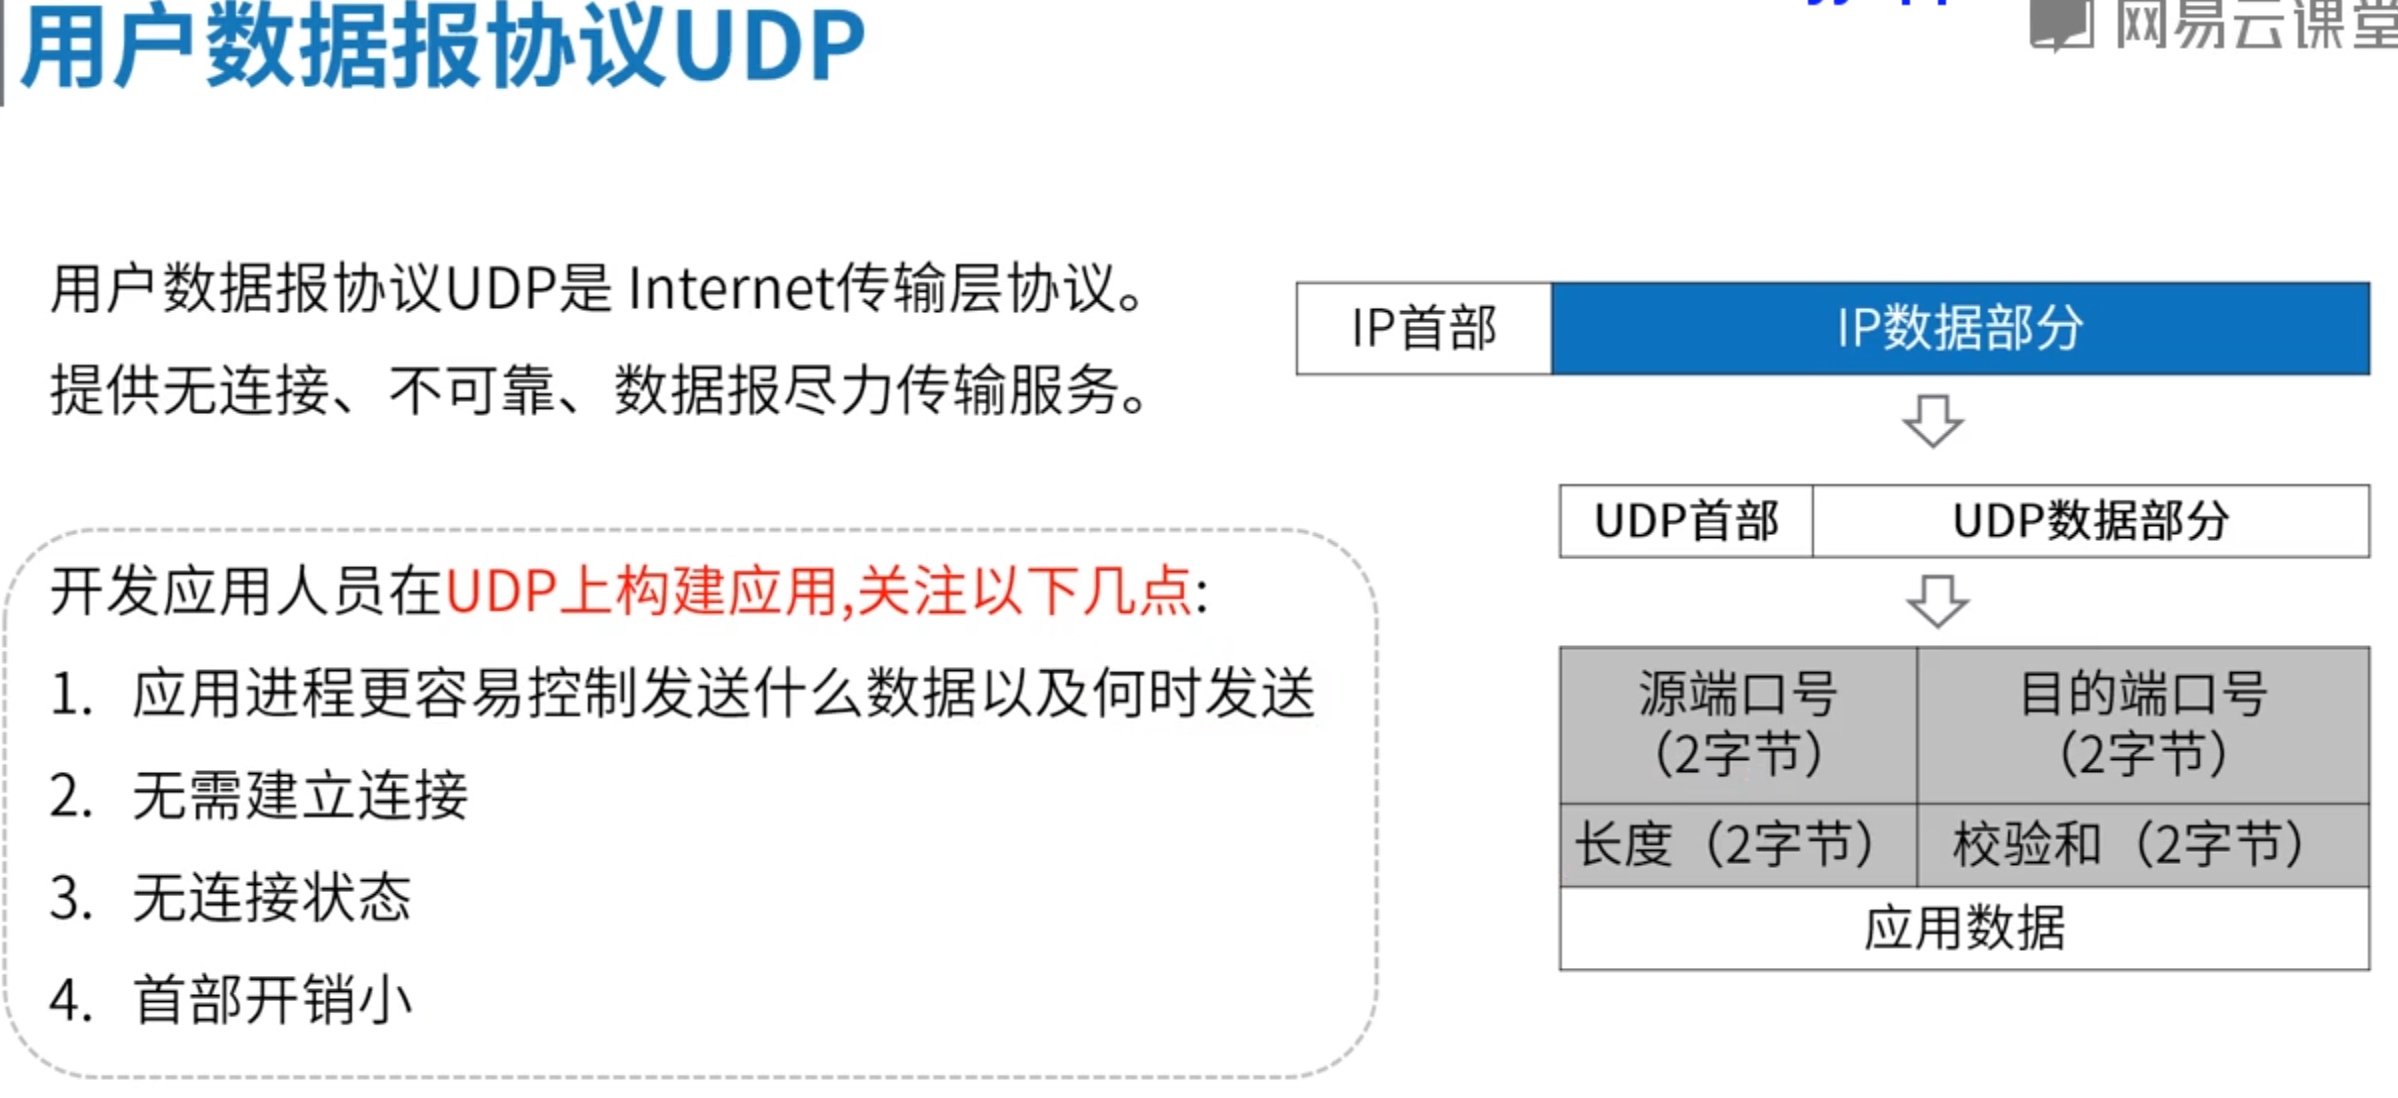 用户数据报协议UDP
网易云课堂
用户数据报协议UDP是 Internet传输层协议。
提供无连接、不可靠、数据报尽力传输服务。
开发应用人员在UDP上构建应用,关注以下几点:
1. 应用进程更容易控制发送什么数据以及何时发送
2. 无需建立连接
3. 无连接状态
4. 首部开销小
IP首部 IP数据部分
UDP首部 UDP数据部分
源端口号 目的端口号
（2字节） （2字节）
长度（2字节） 校验和（2字节）
应用数据